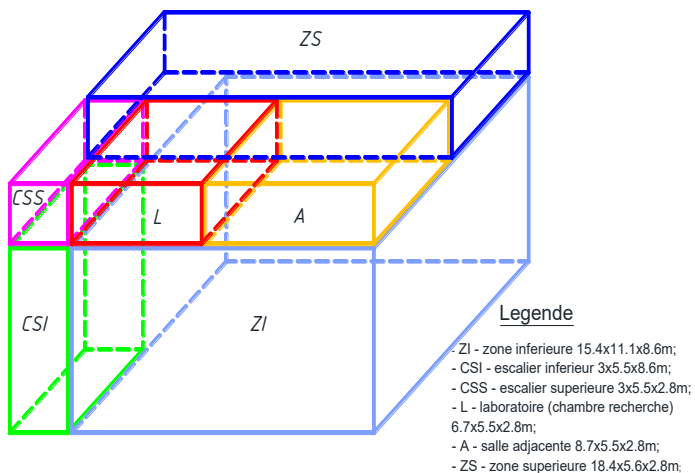 ZS
CSS
L
A
CSI
ZI
Legende
- ZI - zone inferieure 15.4x11.1x8.6m;
- CSI - escalier inferieur 3x5.5x8.6m;
- CSS - escalier superieure 3x5.5x2.8m;
- L - laboratoire (chambre recherche)
6.7x5.5x2.8m;
- A - salle adjacente 8.7x5.5x2.8m;
- ZS - zone superieure 18.4x5.6x2.8m;